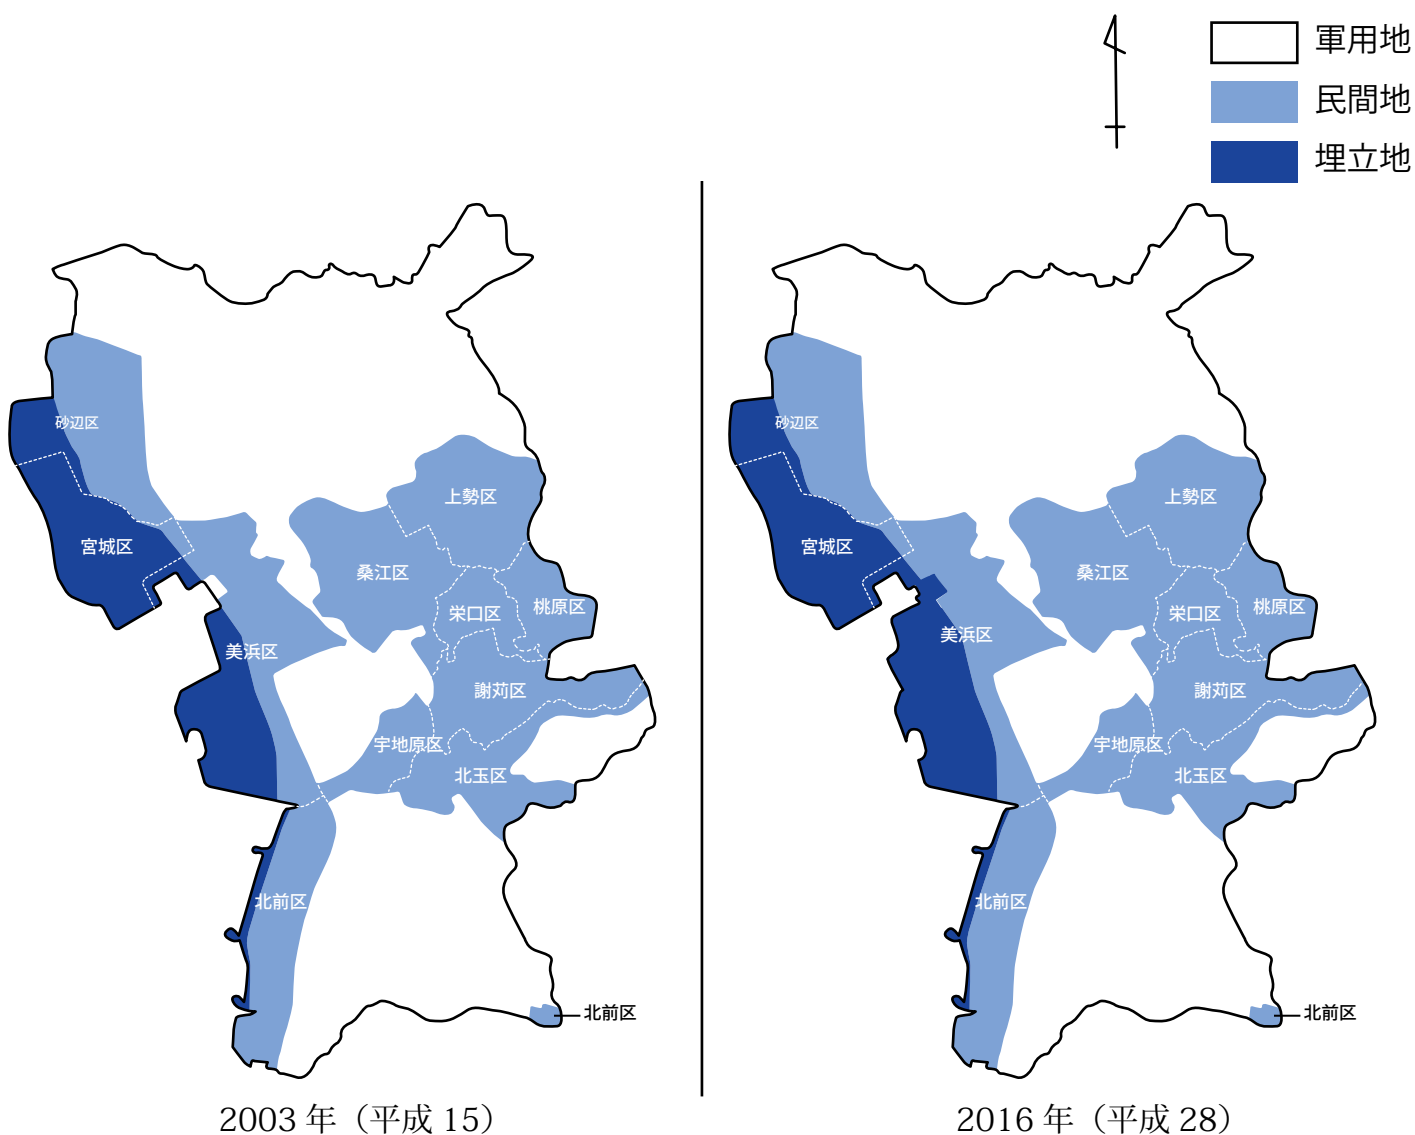 軍用地
民間地
埋立地
砂辺区
宮城区
上勢区
桑江区
栄口区
桃原区
美浜区
謝苅区
宇地原区
北玉区
北前区
北前区
2003 年（平成 15）
砂辺区
宮城区
上勢区
桑江区
栄口区
桃原区
美浜区
謝苅区
宇地原区
北玉区
北前区
北前区
2016 年（平成 28）